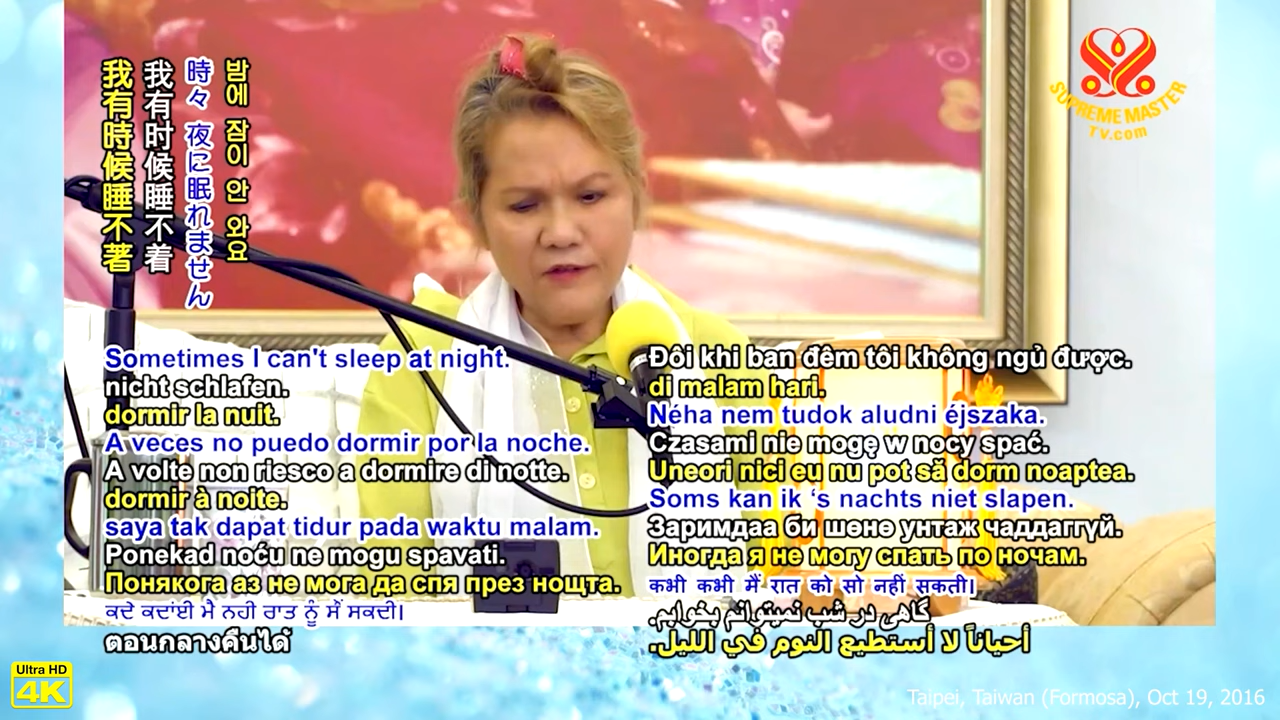 我有時候睡不著
我有时候睡不着
時々 夜に眠れません
밤에 잠이 안 와요
SUPREME MASTER
TV.com
Sometimes I can't sleep at night.
nicht schlafen.
dormir la nuit.
A veces no puedo dormir por la noche.
A volte non riesco a dormire di notte.
dormir à noite.
saya tak dapat tidur pada waktu malam.
Ponekad noću ne mogu spavati.
Понякога аз не мога да спя през нощта.
ਕਦੇ ਕਦਾਂਈ ਮੈ ਨਹੀ ਰਾਤ ਨੂੰ ਸੌਂ ਸਕਦੀ।
ตอนกลางคืนได้
Đôi khi ban đêm tôi không ngủ được.
di malam hari.
Néha nem tudok aludni éjszaka.
Czasami nie mogę w nocy spać.
Uneori nici eu nu pot să dorm noaptea.
Soms kan ik ‘s nachts niet slapen.
Заримдаа би шөнө унтаж чаддаггүй.
Иногда я не могу спать по ночам.
कभी कभी मैं रात को सो नहीं सकती।
گاهی در شب نمیتوانم بخوابم.
أحياناً لا أستطيع النوم في الليل.
Ultra HD
4K
Taipei, Taiwan (Formosa), Oct 19, 2016